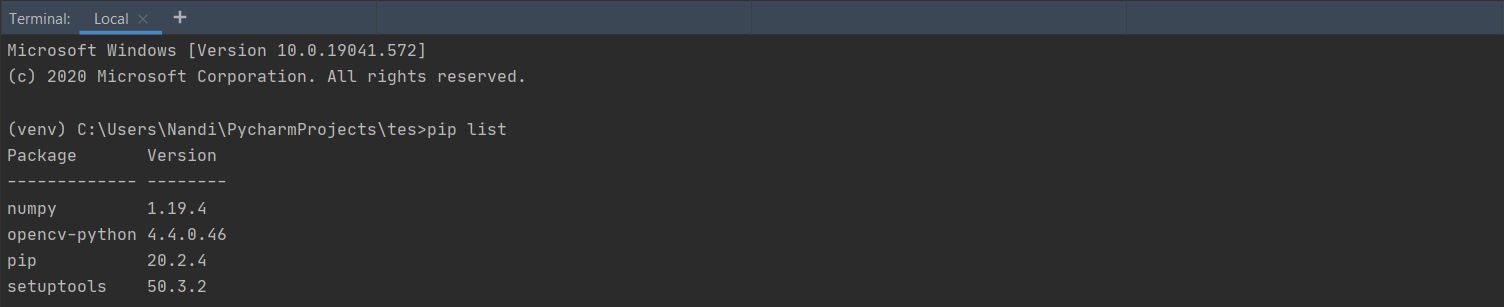 Terminal: Local × +
Microsoft Windows [Version 10.0.19041.572]
(c) 2020 Microsoft Corporation. All rights reserved.
(venv) C:\Users\Nandi\PycharmProjects\tes>pip list
Package       Version
------------- --------
numpy         1.19.4
opencv-python 4.4.0.46
pip           20.2.4
setuptools    50.3.2